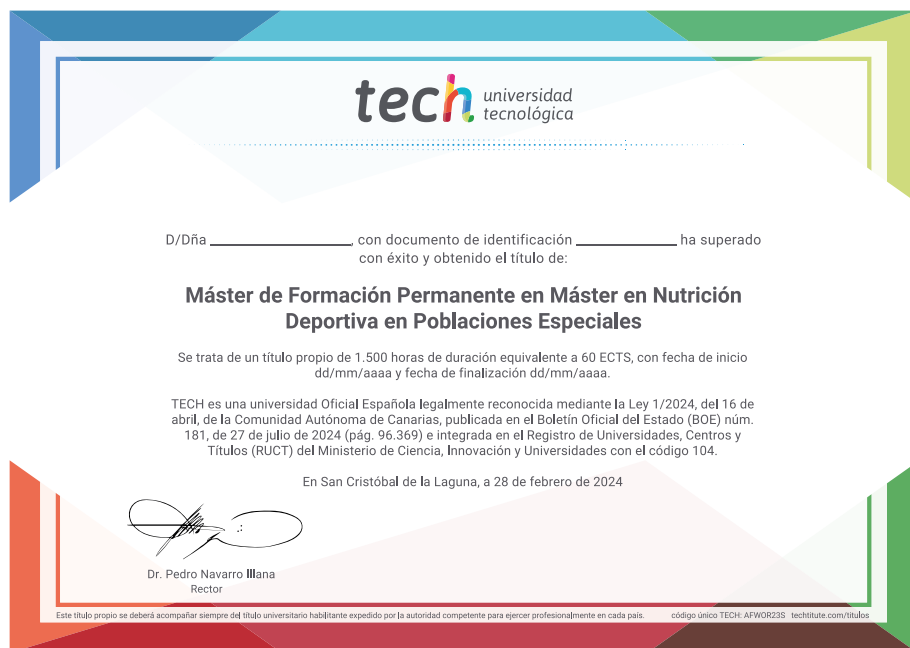 tech universidad
tecnológica
D/Dña ____________________, con documento de identificación ______________ ha superado
con éxito y obtenido el título de:
Máster de Formación Permanente en Máster en Nutrición
Deportiva en Poblaciones Especiales
Se trata de un título propio de 1.500 horas de duración equivalente a 60 ECTS, con fecha de inicio
dd/mm/aaaa y fecha de finalización dd/mm/aaaa.
TECH es una universidad Oficial Española legalmente reconocida mediante la Ley 1/2024, del 16 de
abril, de la Comunidad Autónoma de Canarias, publicada en el Boletín Oficial del Estado (BOE) núm.
181, de 27 de julio de 2024 (pág. 96.369) e integrada en el Registro de Universidades, Centros y
Títulos (RUCT) del Ministerio de Ciencia, Innovación y Universidades con el código 104.
En San Cristóbal de la Laguna, a 28 de febrero de 2024
Dr. Pedro Navarro Illana
Rector
Este título propio se deberá acompañar siempre del título universitario habilitante expedido por la autoridad competente para ejercer profesionalmente en cada país. código único TECH: AFWOR23S techtitute.com/titulos